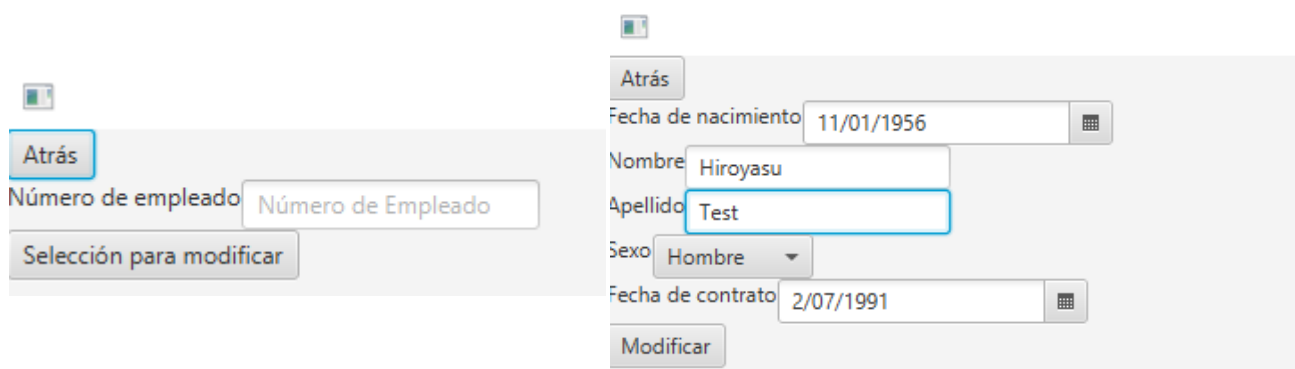 Atrás
Número de empleado Número de Empleado
Selección para modificar
Atrás
Fecha de nacimiento 11/01/1956
Nombre Hiroyasu
Apellido Test
Sexo Hombre
Fecha de contrato 2/07/1991
Modificar